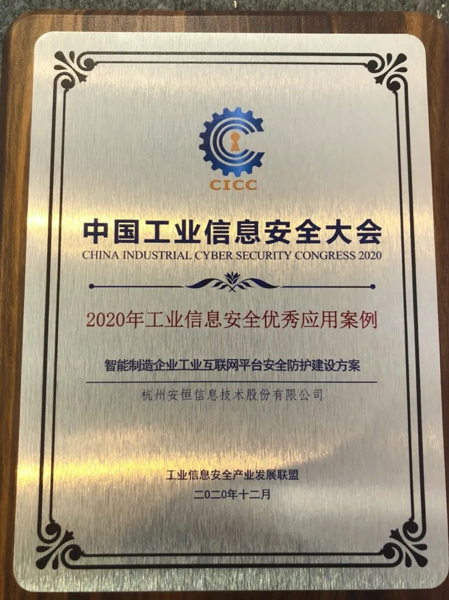 CICC
中国工业信息安全大会
CHINA INDUSTRIAL CYBER SECURITY CONGRESS 2020
2020年工业信息安全优秀应用案例
智能制造企业工业互联网平台安全防护建设方案
杭州安恒信息技术股份有限公司
工业信息安全产业发展联盟
二〇二〇年十二月